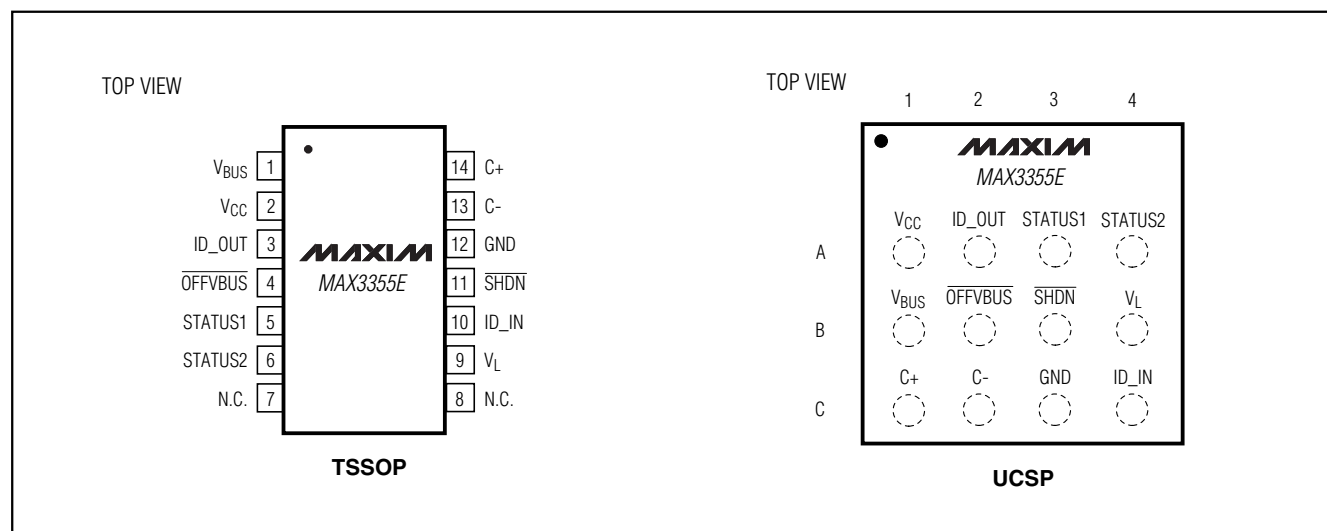 TOP VIEW
VBUS 1
VCC 2
ID_OUT 3
OFFVBUS 4
STATUS1 5
STATUS2 6
N.C. 7
MAXIM
MAX3355E
14 C+
13 C-
12 GND
11 SHDN
10 ID_IN
9 VL
8 N.C.
TSSOP
TOP VIEW
1 2 3 4
MAXIM
MAX3355E
VCC ID_OUT STATUS1 STATUS2
A
VBUS OFFVBUS SHDN VL
B
C+ C- GND ID_IN
C
UCSP